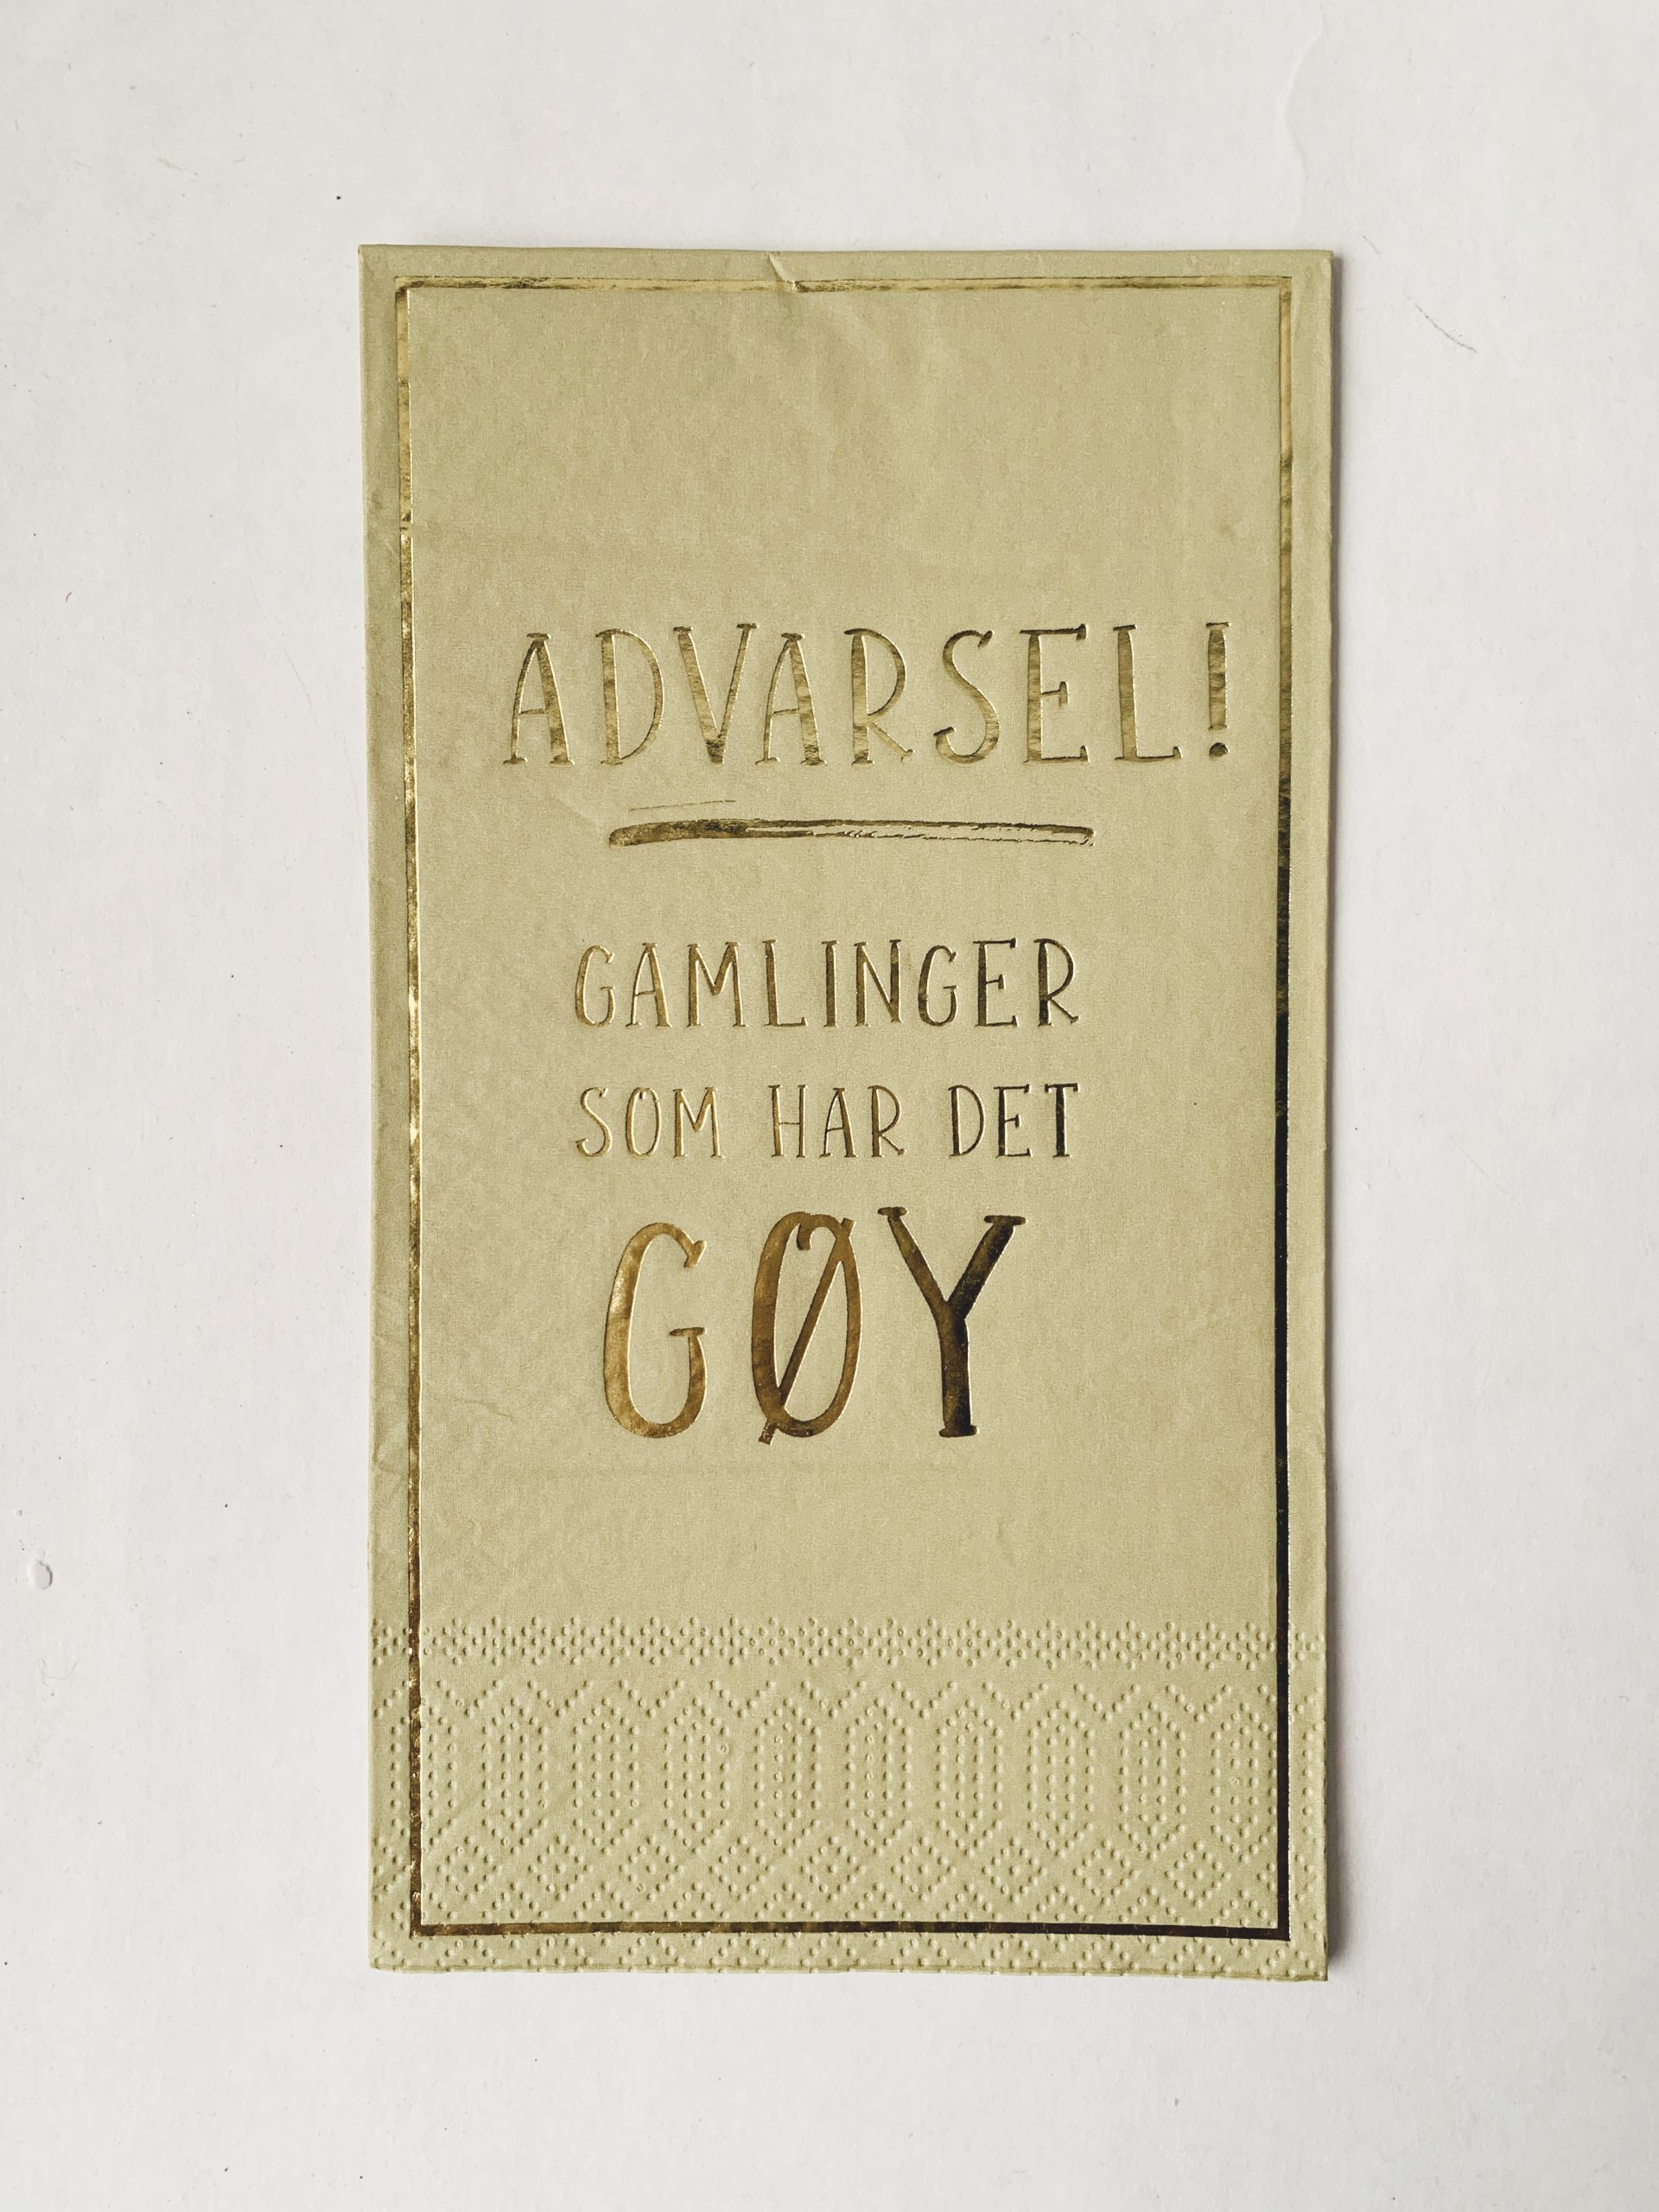 ADVARSEL!
GAMLINGER
SOM HAR DET
GØY